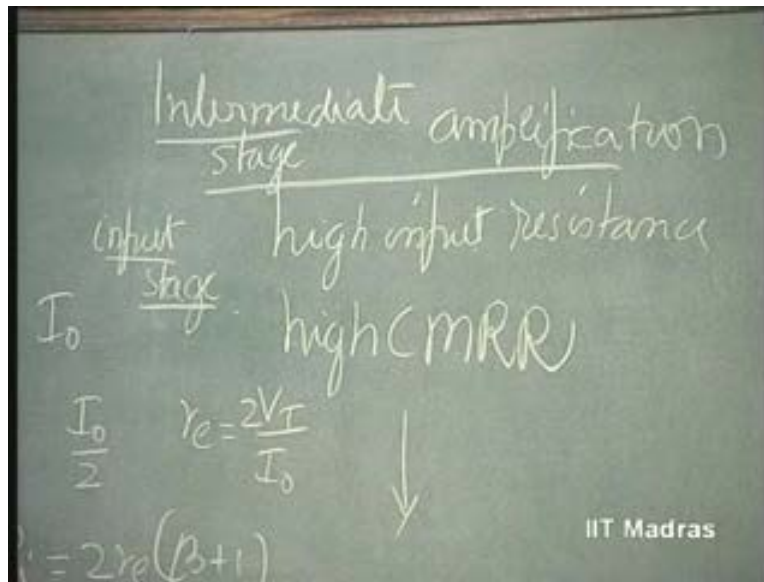 Intermediate amplification
stage
input high input resistance
stage.
I₀ high CMRR
I₀/2 rₑ = 2V_T/I₀
= 2rₑ(β+1)
IIT Madras